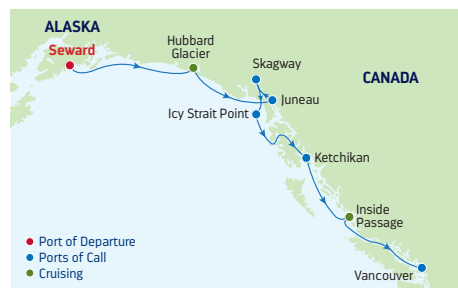 ALASKA
Seward
Hubbard
Glacier
Skagway
CANADA
Juneau
Icy Strait Point
Ketchikan
Inside
Passage
Vancouver
Port of Departure
Ports of Call
Cruising